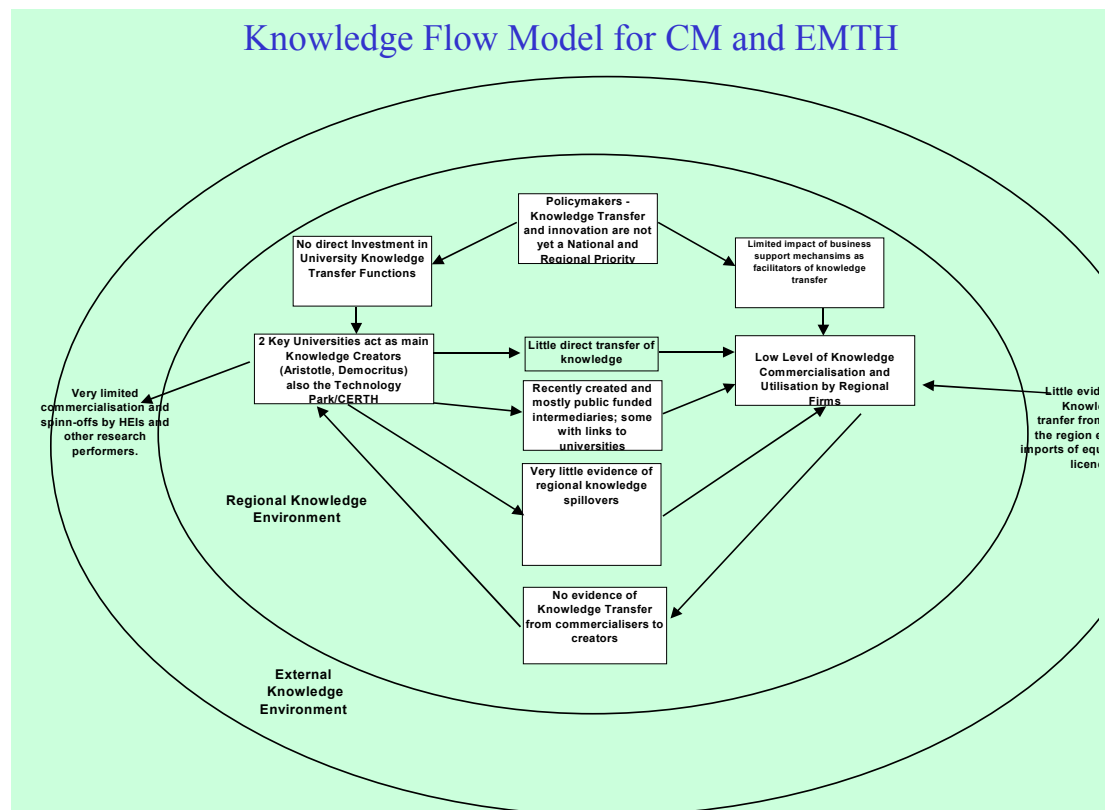 Knowledge Flow Model for CM and EMTH
Policymakers -
Knowledge Transfer
and innovation are not
yet a National and
Regional Priority
No direct Investment in
University Knowledge
Transfer Functions
Limited impact of business
support mechansims as
facilitators of knowledge
transfer
2 Key Universities act as main
Knowledge Creators
(Aristotle, Democritus)
also the Technology
Park/CERTH
Little direct transfer of
knowledge
Low Level of Knowledge
Commercialisation and
Utilisation by Regional
Firms
Recently created and
mostly public funded
intermediaries; some
with links to
universities
Very limited
commercialisation and
spinn-offs by HEIs and
other research
performers.
Little
tranfer
the region
imports of
Very little evidence of
regional knowledge
spillovers
Regional Knowledge
Environment
No evidence of
Knowledge Transfer
from commercialisers to
creators
External
Knowledge
Environment